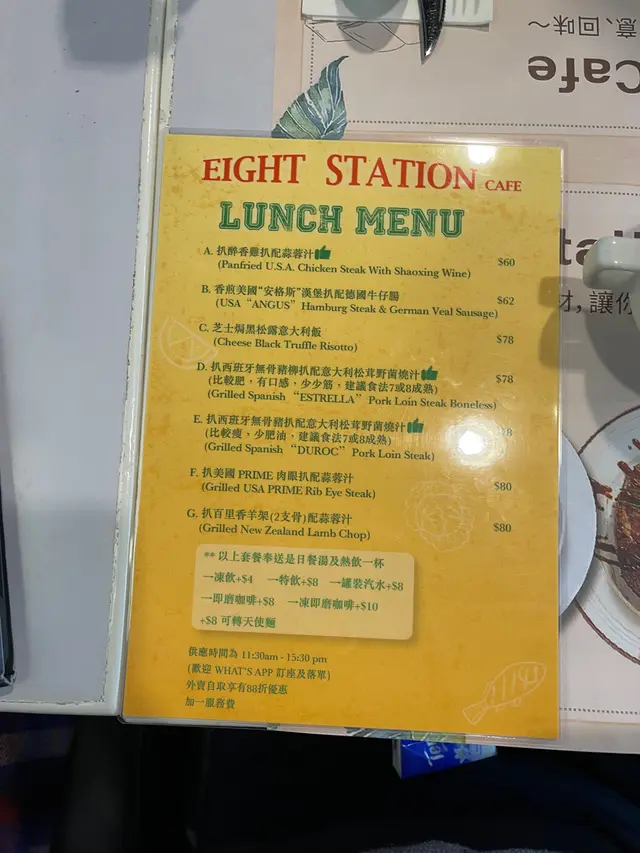 意、回味～
Cafe
EIGHT STATION CAFE
LUNCH MENU
A. 扒醉香雞扒配蒜蓉汁
(Panfried U.S.A. Chicken Steak With Shaoxing Wine) $60
B. 香煎美國“安格斯”漢堡扒配德國牛仔腸
(USA “ANGUS” Hamburg Steak & German Veal Sausage) $62
C. 芝士焗黑松露意大利飯
(Cheese Black Truffle Risotto) $78
D. 扒西班牙無骨豬柳扒配意大利松茸野菌燒汁
(比較肥，有口感，少少筋，建議食法7或8成熟) $78
(Grilled Spanish “ESTRELLA” Pork Loin Steak Boneless)
E. 扒西班牙無骨豬扒配意大利松茸野菌燒汁
(比較瘦，少肥油，建議食法7或8成熟)
(Grilled Spanish “DUROC” Pork Loin Steak)
F. 扒美國 PRIME 肉眼扒配蒜蓉汁
(Grilled USA PRIME Rib Eye Steak) $80
G. 扒百里香羊架(2支骨)配蒜蓉汁
(Grilled New Zealand Lamb Chop) $80
** 以上套餐奉送是日餐湯及熱飲一杯
→凍飲+$4 →特飲+$8 →罐裝汽水+$8
→即磨咖啡+$8 →凍即磨咖啡+$10
+$8 可轉天使麵
供應時間為 11:30am - 15:30 pm
(歡迎 WHAT'S APP 訂座及落單)
外賣自取享有88折優惠
加一服務費
材，讓你